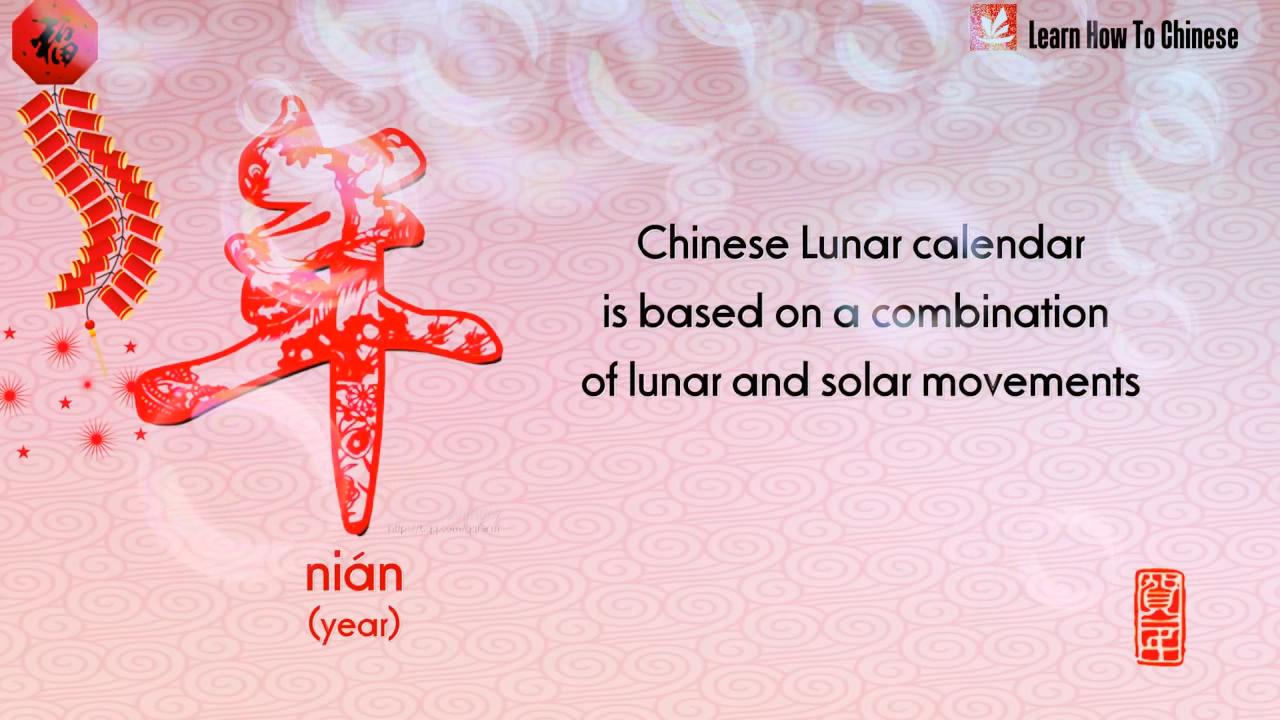 福
Learn How To Chinese
年
Chinese Lunar calendar
is based on a combination
of lunar and solar movements
nián
(year)
賀